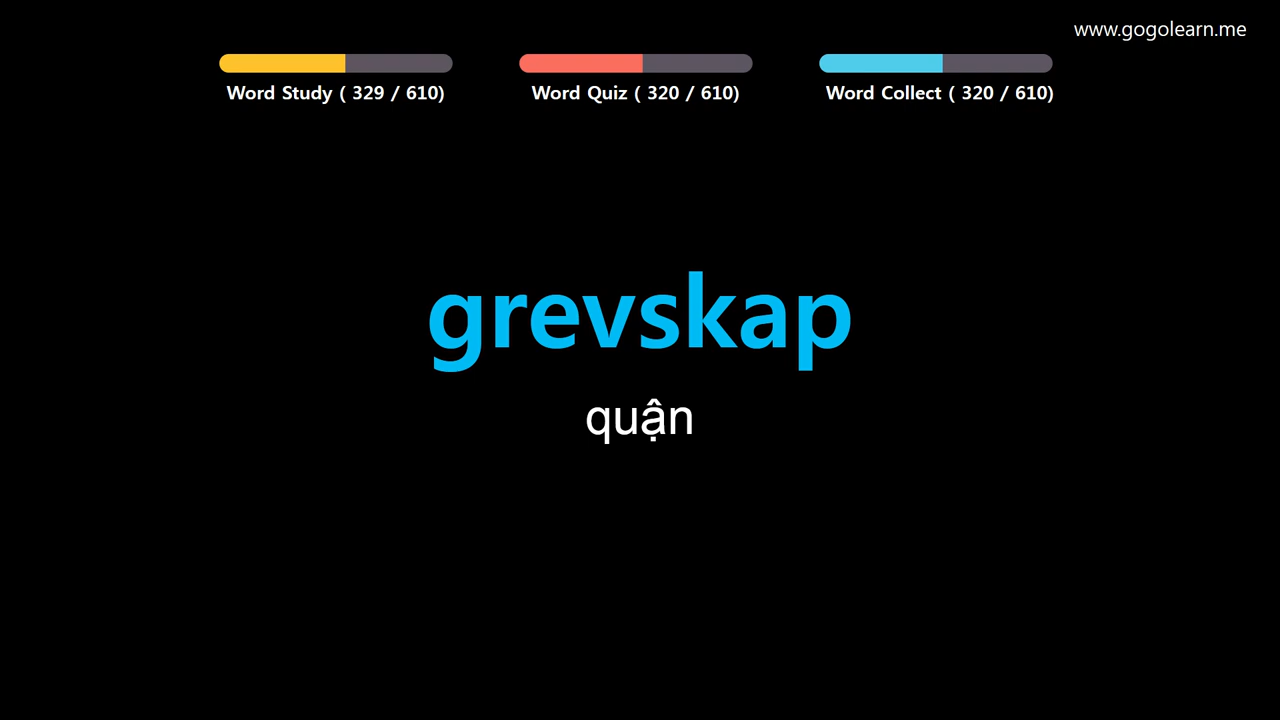 www.gogolearn.me
Word Study ( 329 / 610)
Word Quiz ( 320 / 610)
Word Collect ( 320 / 610)
grevskap
quận